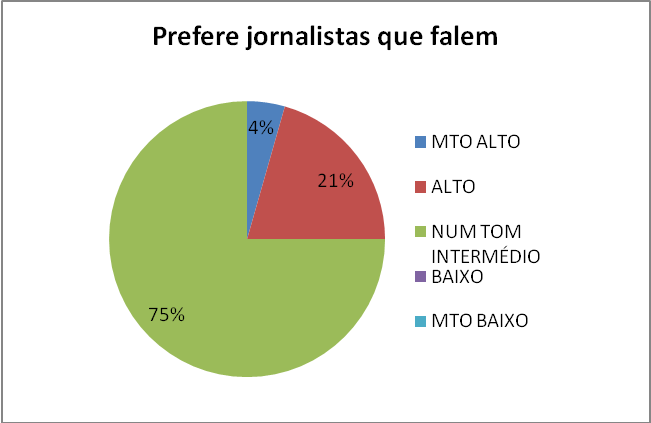 Prefere jornalistas que falem
4%
21%
75%
MTO ALTO
ALTO
NUM TOM
INTERMÉDIO
BAIXO
MTO BAIXO